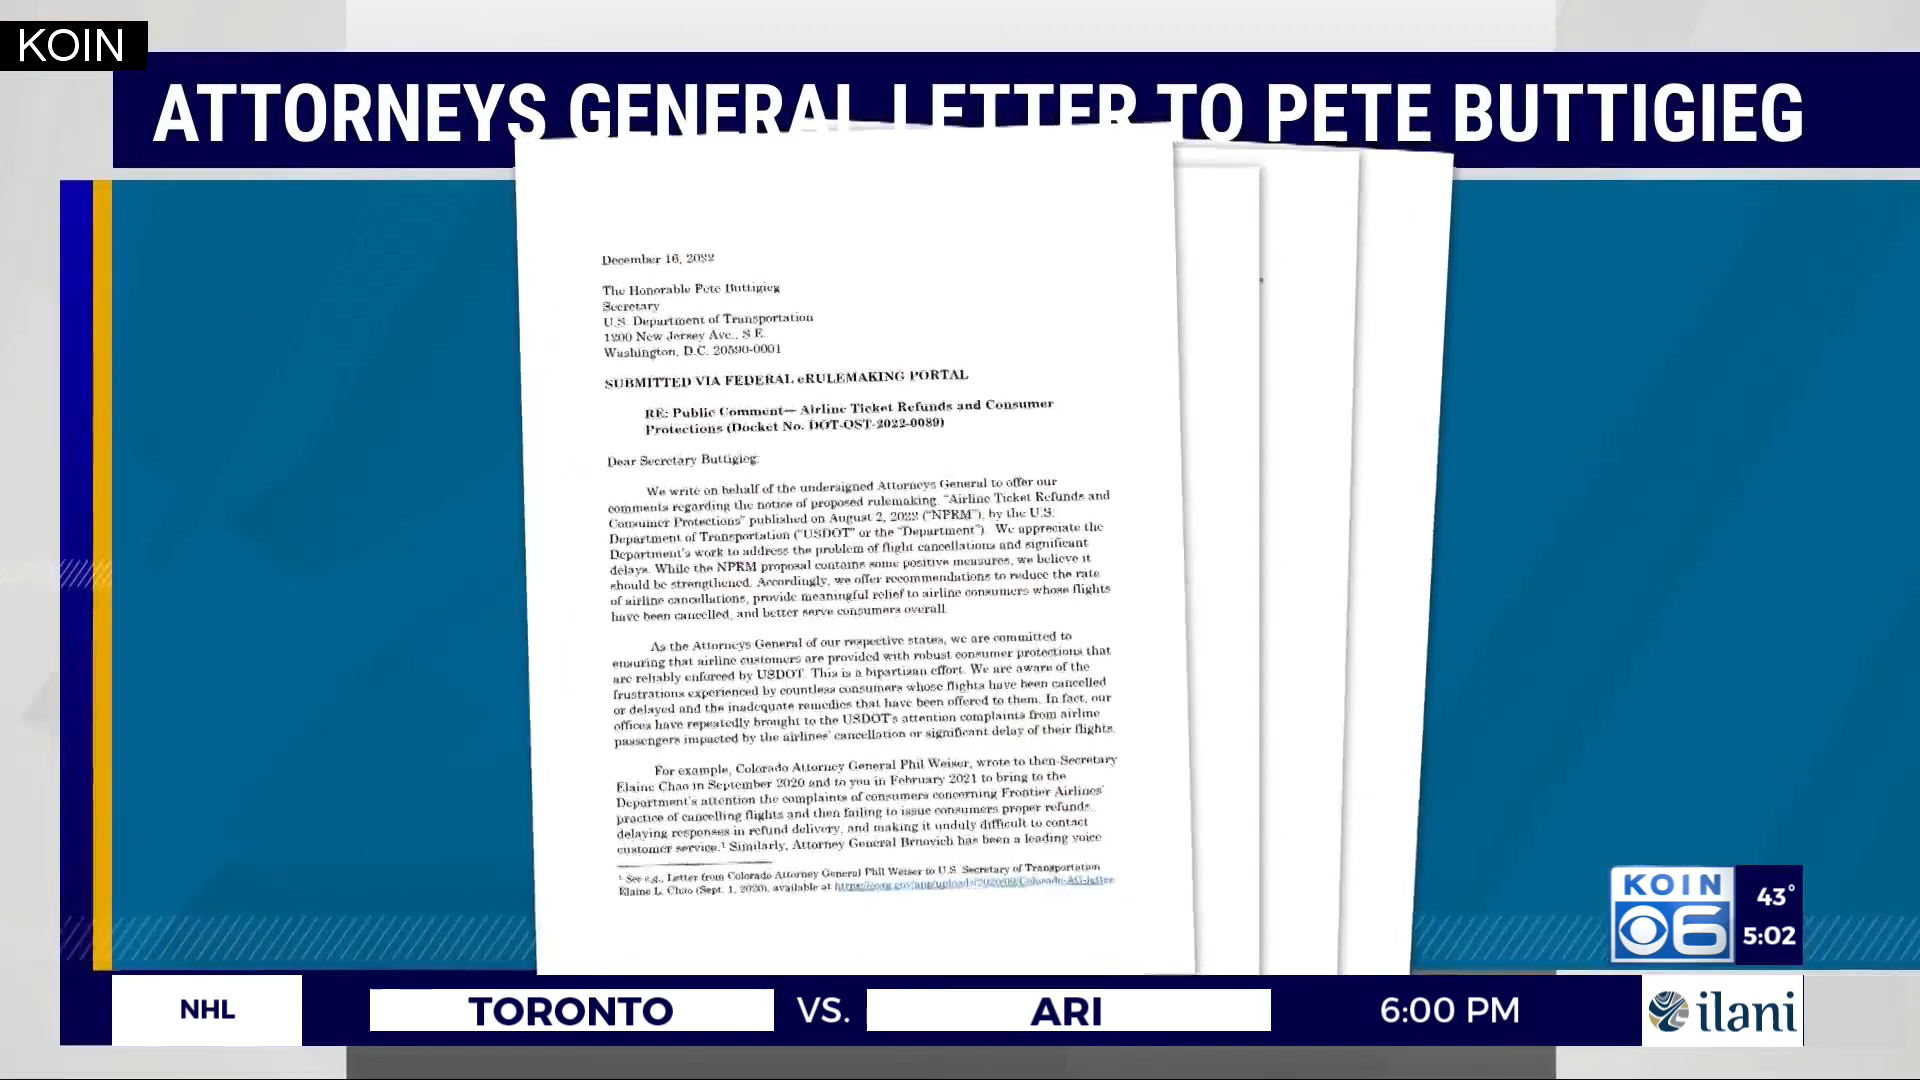 KOIN
ATTORNEYS GENERAL LETTER TO PETE BUTTIGIEG
December 16, 2022
The Honorable Pete Buttigieg
Secretary
U.S. Department of Transportation
1200 New Jersey Ave., S.E.
Washington, D.C. 20590-0001
SUBMITTED VIA FEDERAL eRULEMAKING PORTAL
RE: Public Comment— Airline Ticket Refunds and Consumer
Protections (Docket No. DOT-OST-2022-0089)
Dear Secretary Buttigieg:
We write on behalf of the undersigned Attorneys General to offer our
comments regarding the notice of proposed rulemaking, “Airline Ticket Refunds and
Consumer Protections” published on August 2, 2022 (“NPRM”), by the U.S.
Department of Transportation (“USDOT” or the “Department”). We appreciate the
Department’s work to address the problem of flight cancellations and significant
delays. While the NPRM proposal contains some positive measures, we believe it
should be strengthened. Accordingly, we offer recommendations to reduce the rate
of airline cancellations, provide meaningful relief to airline consumers whose flights
have been cancelled, and better serve consumers overall.
As the Attorneys General of our respective states, we are committed to
ensuring that airline customers are provided with robust consumer protections that
are reliably enforced by USDOT. This is a bipartisan effort. We are aware of the
frustrations experienced by countless consumers whose flights have been cancelled
or delayed and the inadequate remedies that have been offered to them. In fact, our
offices have repeatedly brought to the USDOT’s attention complaints from airline
passengers impacted by the airlines’ cancellation or significant delay of their flights.
For example, Colorado Attorney General Phil Weiser, wrote to then-Secretary
Elaine Chao in September 2020 and to you in February 2021 to bring to the
Department’s attention the complaints of consumers concerning Frontier Airlines’
practice of cancelling flights and then failing to issue consumers proper refunds,
delaying responses in refund delivery, and making it unduly difficult to contact
customer service.¹ Similarly, Attorney General Brnovich has been a leading voice
¹ See e.g., Letter from Colorado Attorney General Phil Weiser to U.S. Secretary of Transportation
Elaine L. Chao (Sept. 1, 2020), available at
KOIN
6
43°
5:02
NHL
TORONTO
VS.
ARI
6:00 PM
ilani